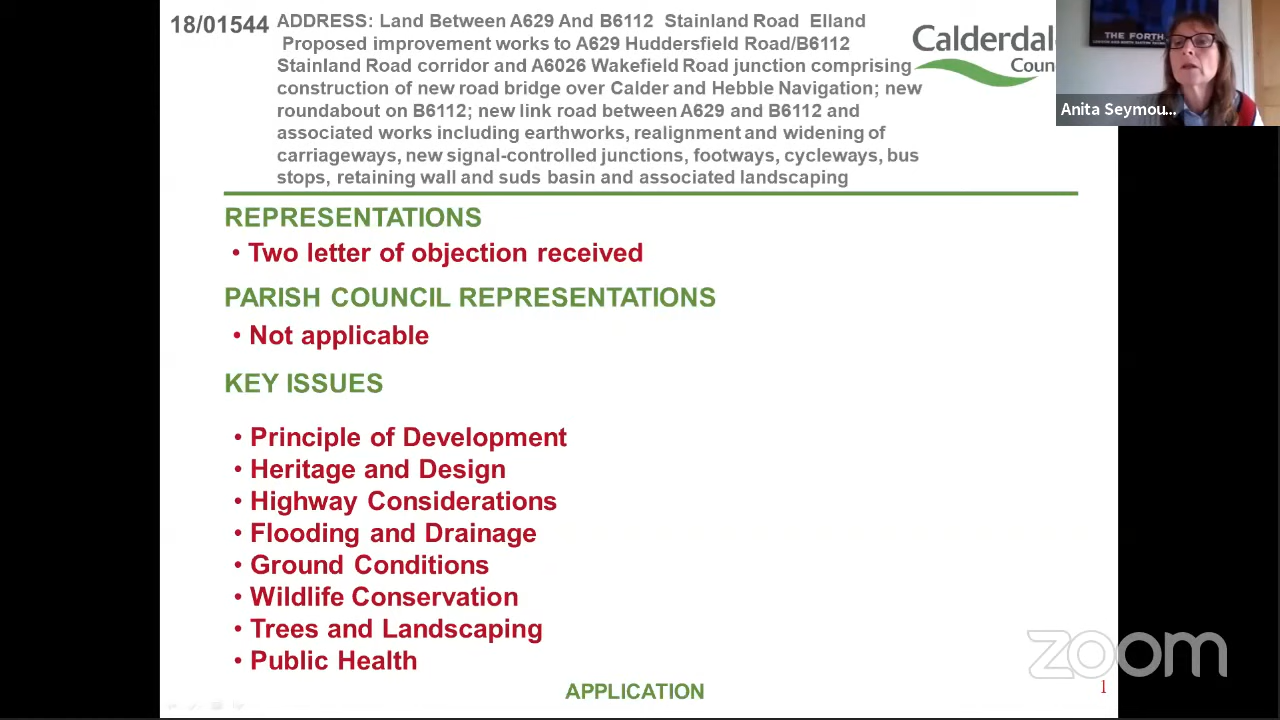 18/01544
ADDRESS: Land Between A629 And B6112 Stainland Road Elland
Proposed improvement works to A629 Huddersfield Road/B6112
Stainland Road corridor and A6026 Wakefield Road junction comprising
construction of new road bridge over Calder and Hebble Navigation; new
roundabout on B6112; new link road between A629 and B6112 and
associated works including earthworks, realignment and widening of
carriageways, new signal-controlled junctions, footways, cycleways, bus
stops, retaining wall and suds basin and associated landscaping
Calderdal
Counc
THE FORTH
Anita Seymou...
REPRESENTATIONS
• Two letter of objection received
PARISH COUNCIL REPRESENTATIONS
• Not applicable
KEY ISSUES
• Principle of Development
• Heritage and Design
• Highway Considerations
• Flooding and Drainage
• Ground Conditions
• Wildlife Conservation
• Trees and Landscaping
• Public Health
zoom
APPLICATION
1